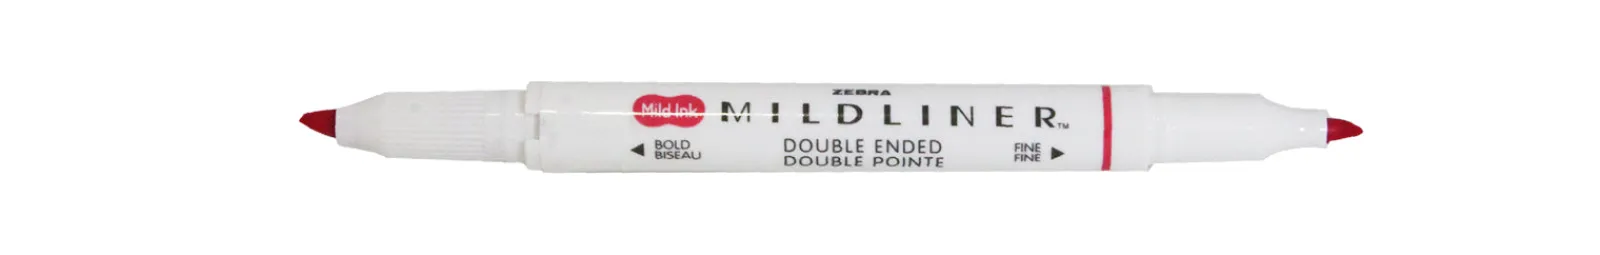 ZEBRA
Mild Ink MILDLINER™
BOLD
BISEAU
DOUBLE ENDED
DOUBLE POINTE
FINE
FINE